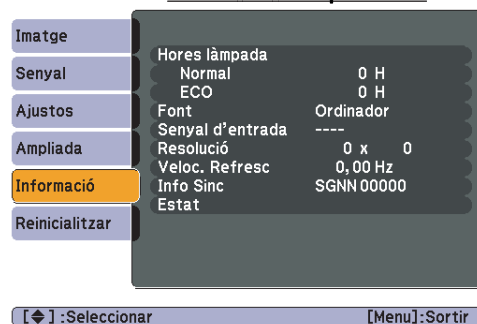 Imatge
Senyal
Ajustos
Ampliada
Informació
Reinicialitzar
Hores làmpada
Normal 0 H
ECO 0 H
Font Ordinador
Senyal d'entrada ----
Resolució 0 x 0
Veloc. Refresc 0,00 Hz
Info Sinc SGNN 00000
Estat
[◆] :Seleccionar [Menu]:Sortir